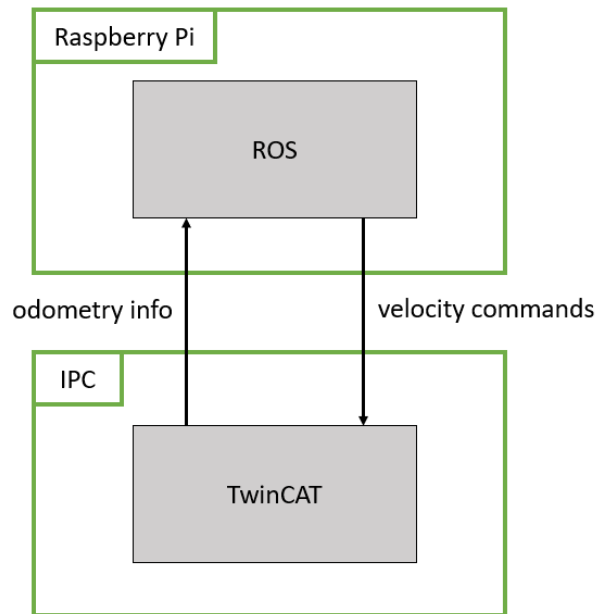 Raspberry Pi
ROS
odometry info
velocity commands
IPC
TwinCAT